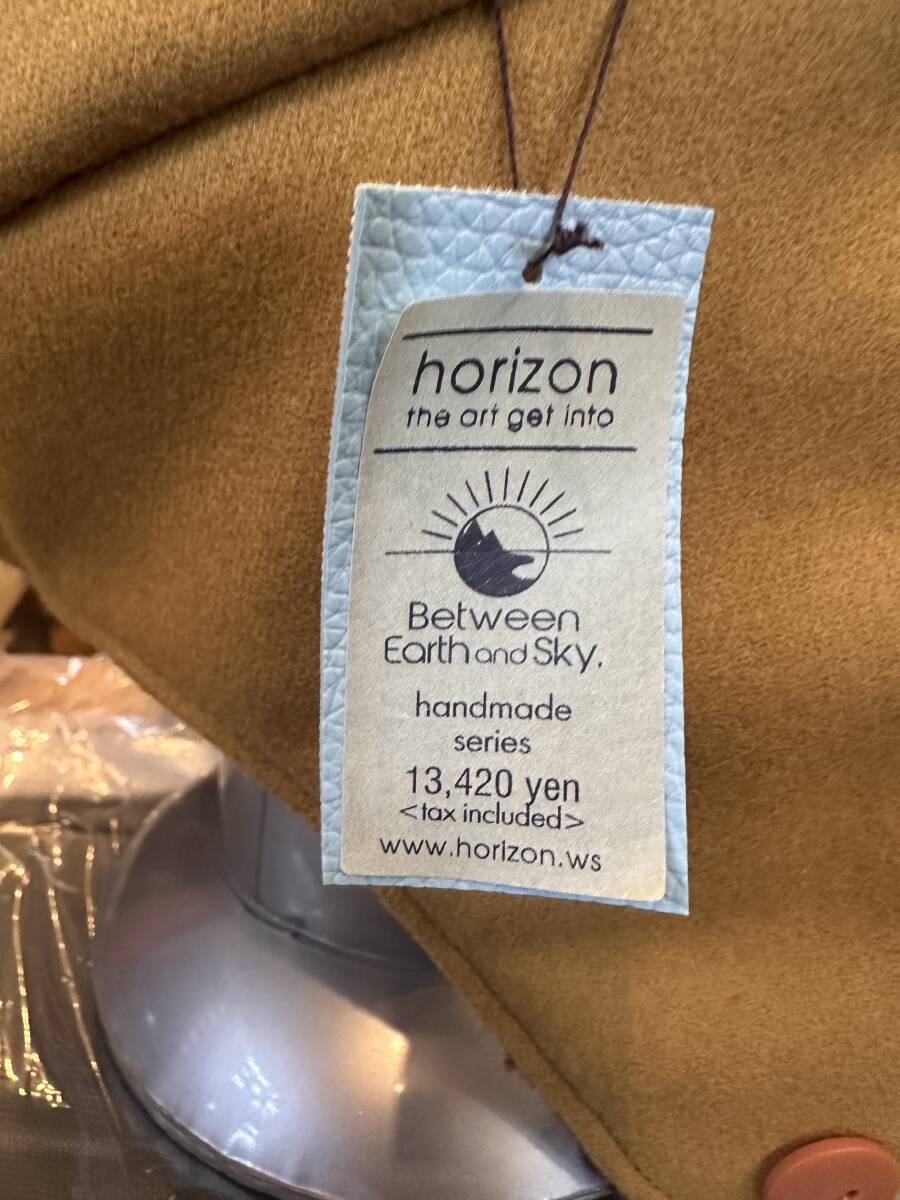 horizon
the art get into
Between
Earth and Sky.
handmade
series
13,420 yen
<tax included>
www.horizon.ws